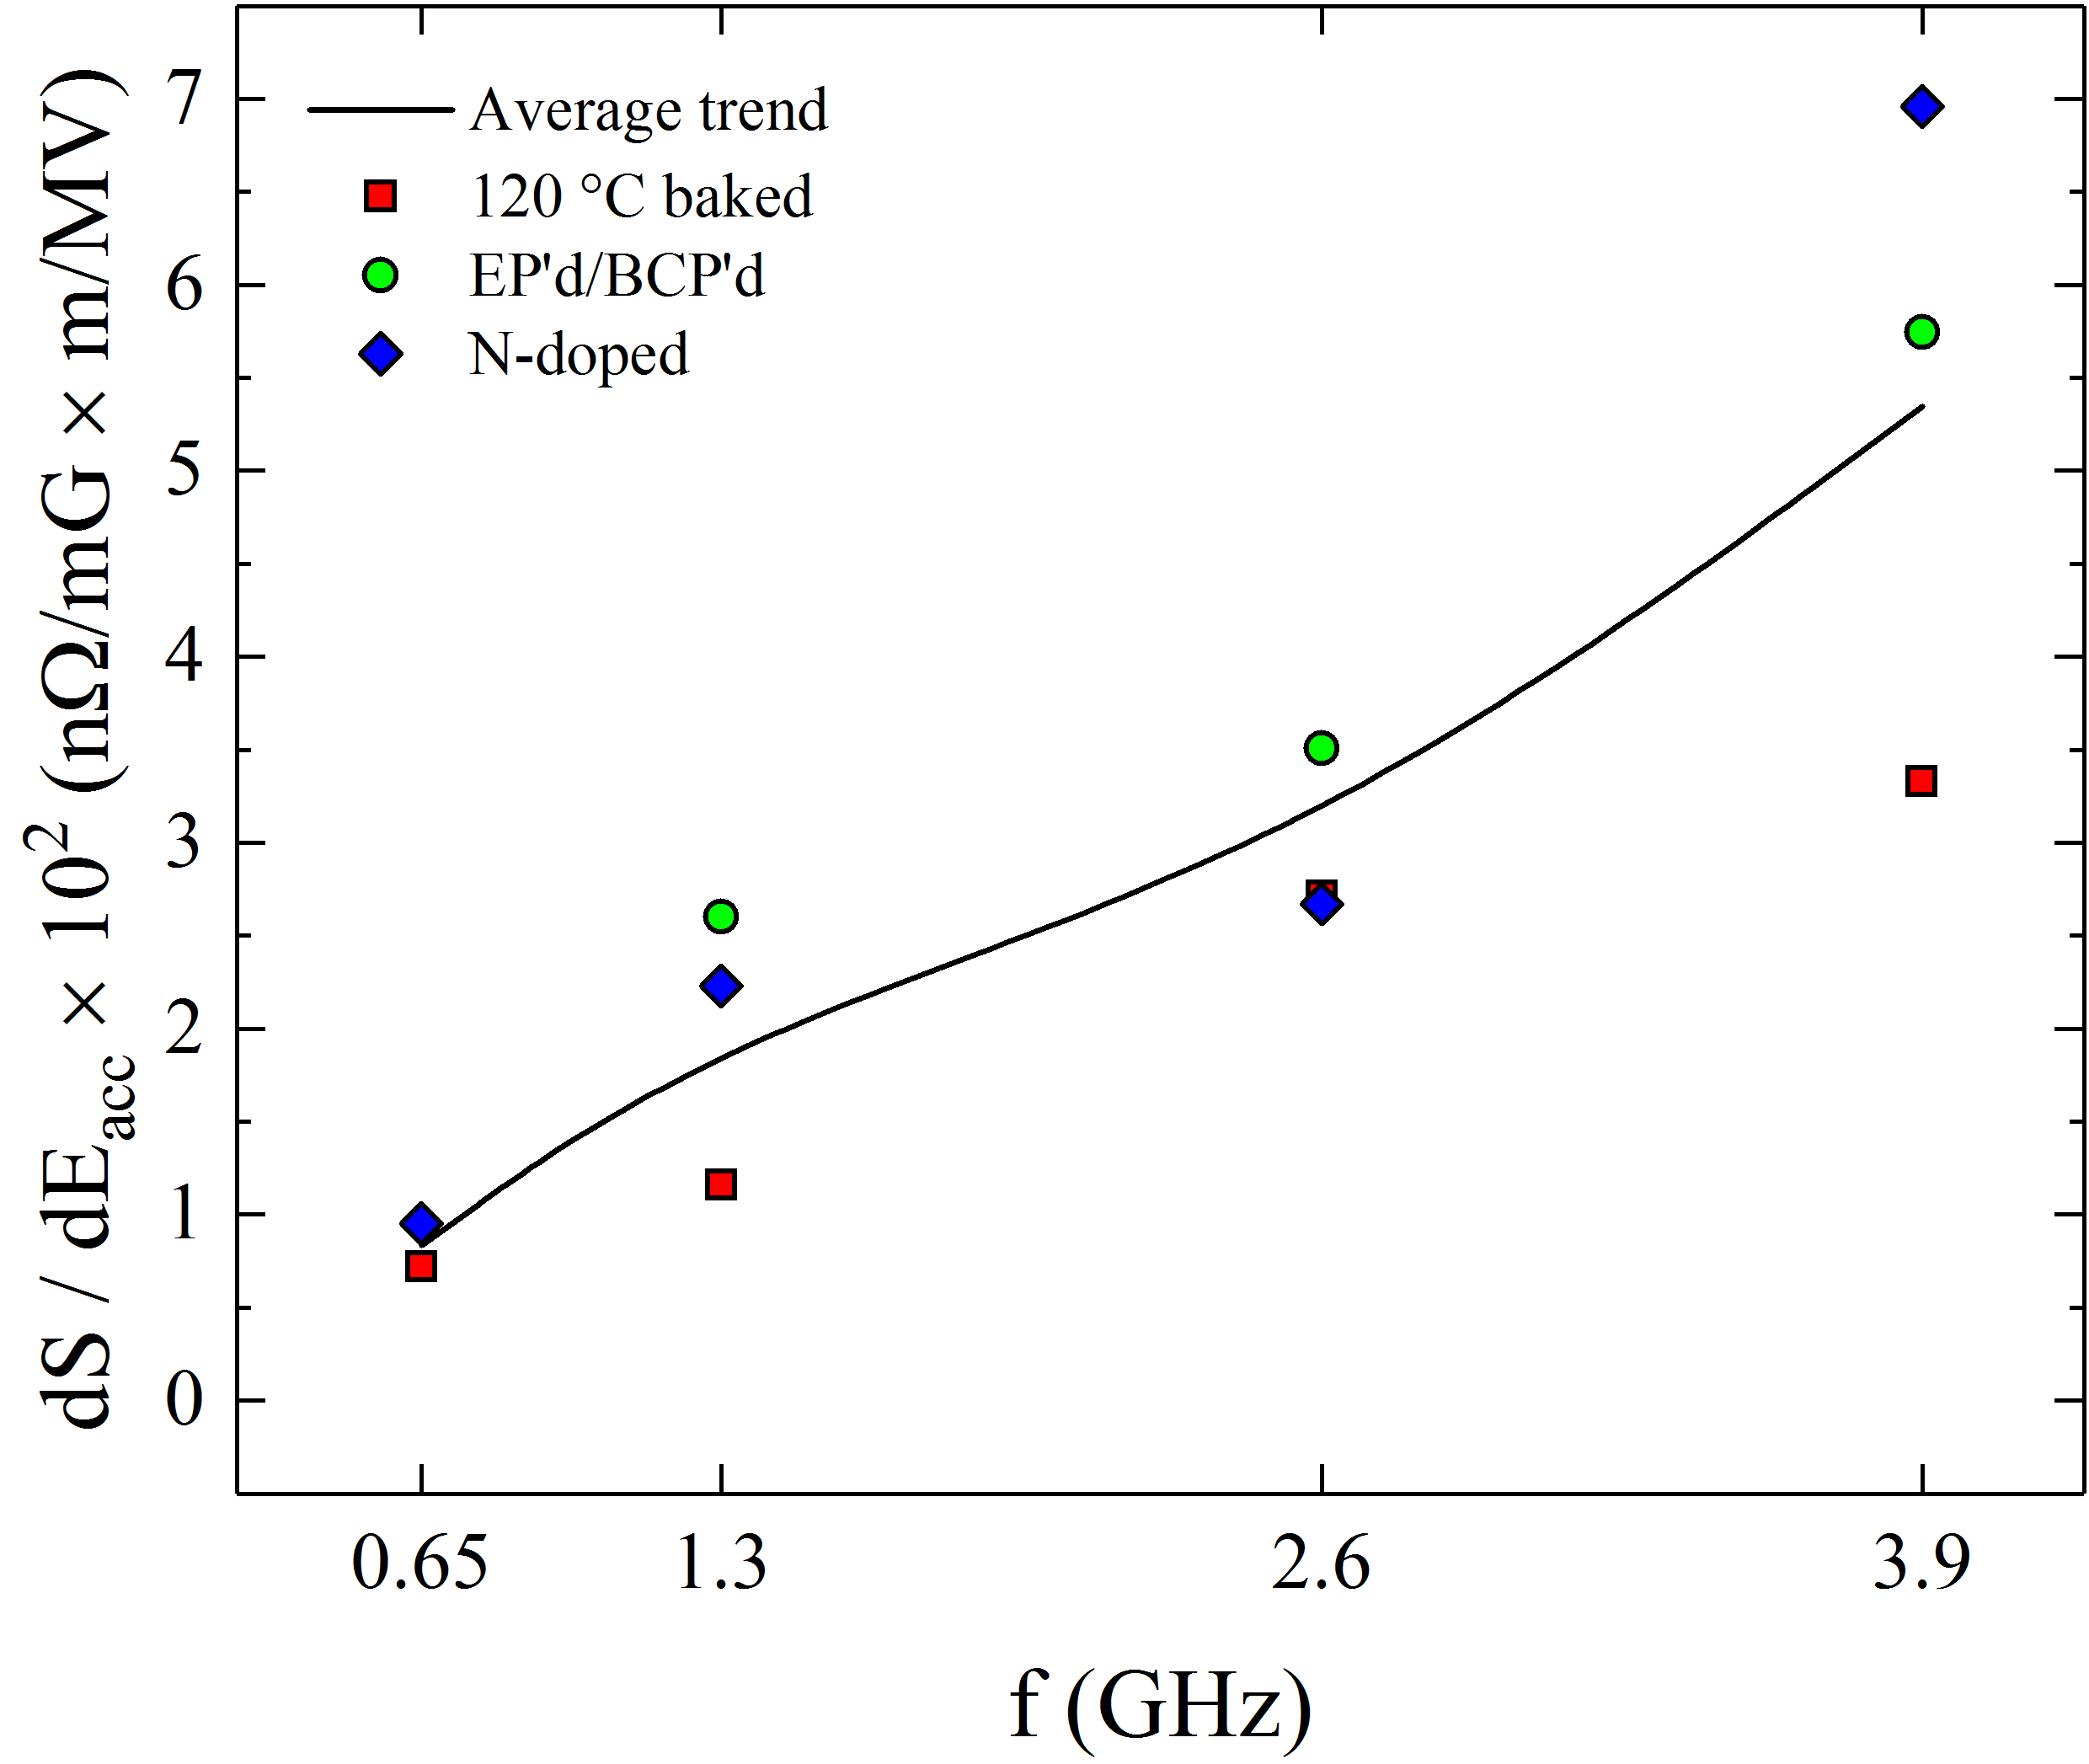 dS / dE_acc × 10² (nΩ/mG × m/MV)
7
6
5
4
3
2
1
0
Average trend
120 °C baked
EP'd/BCP'd
N-doped
0.65 1.3 2.6 3.9
f (GHz)